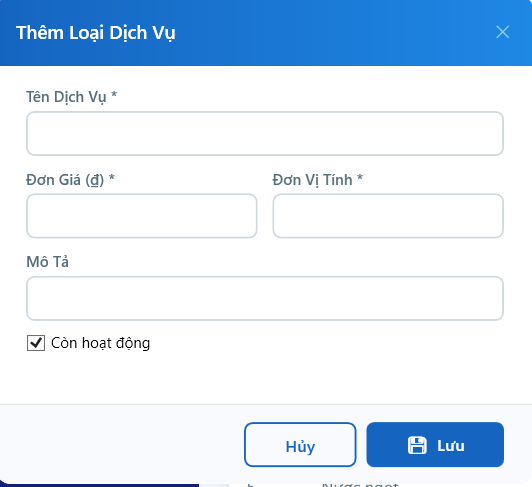 Thêm Loại Dịch Vụ
Tên Dịch Vụ *
Đơn Giá (₫) *
Đơn Vị Tính *
Mô Tả
Còn hoạt động
Hủy
Lưu